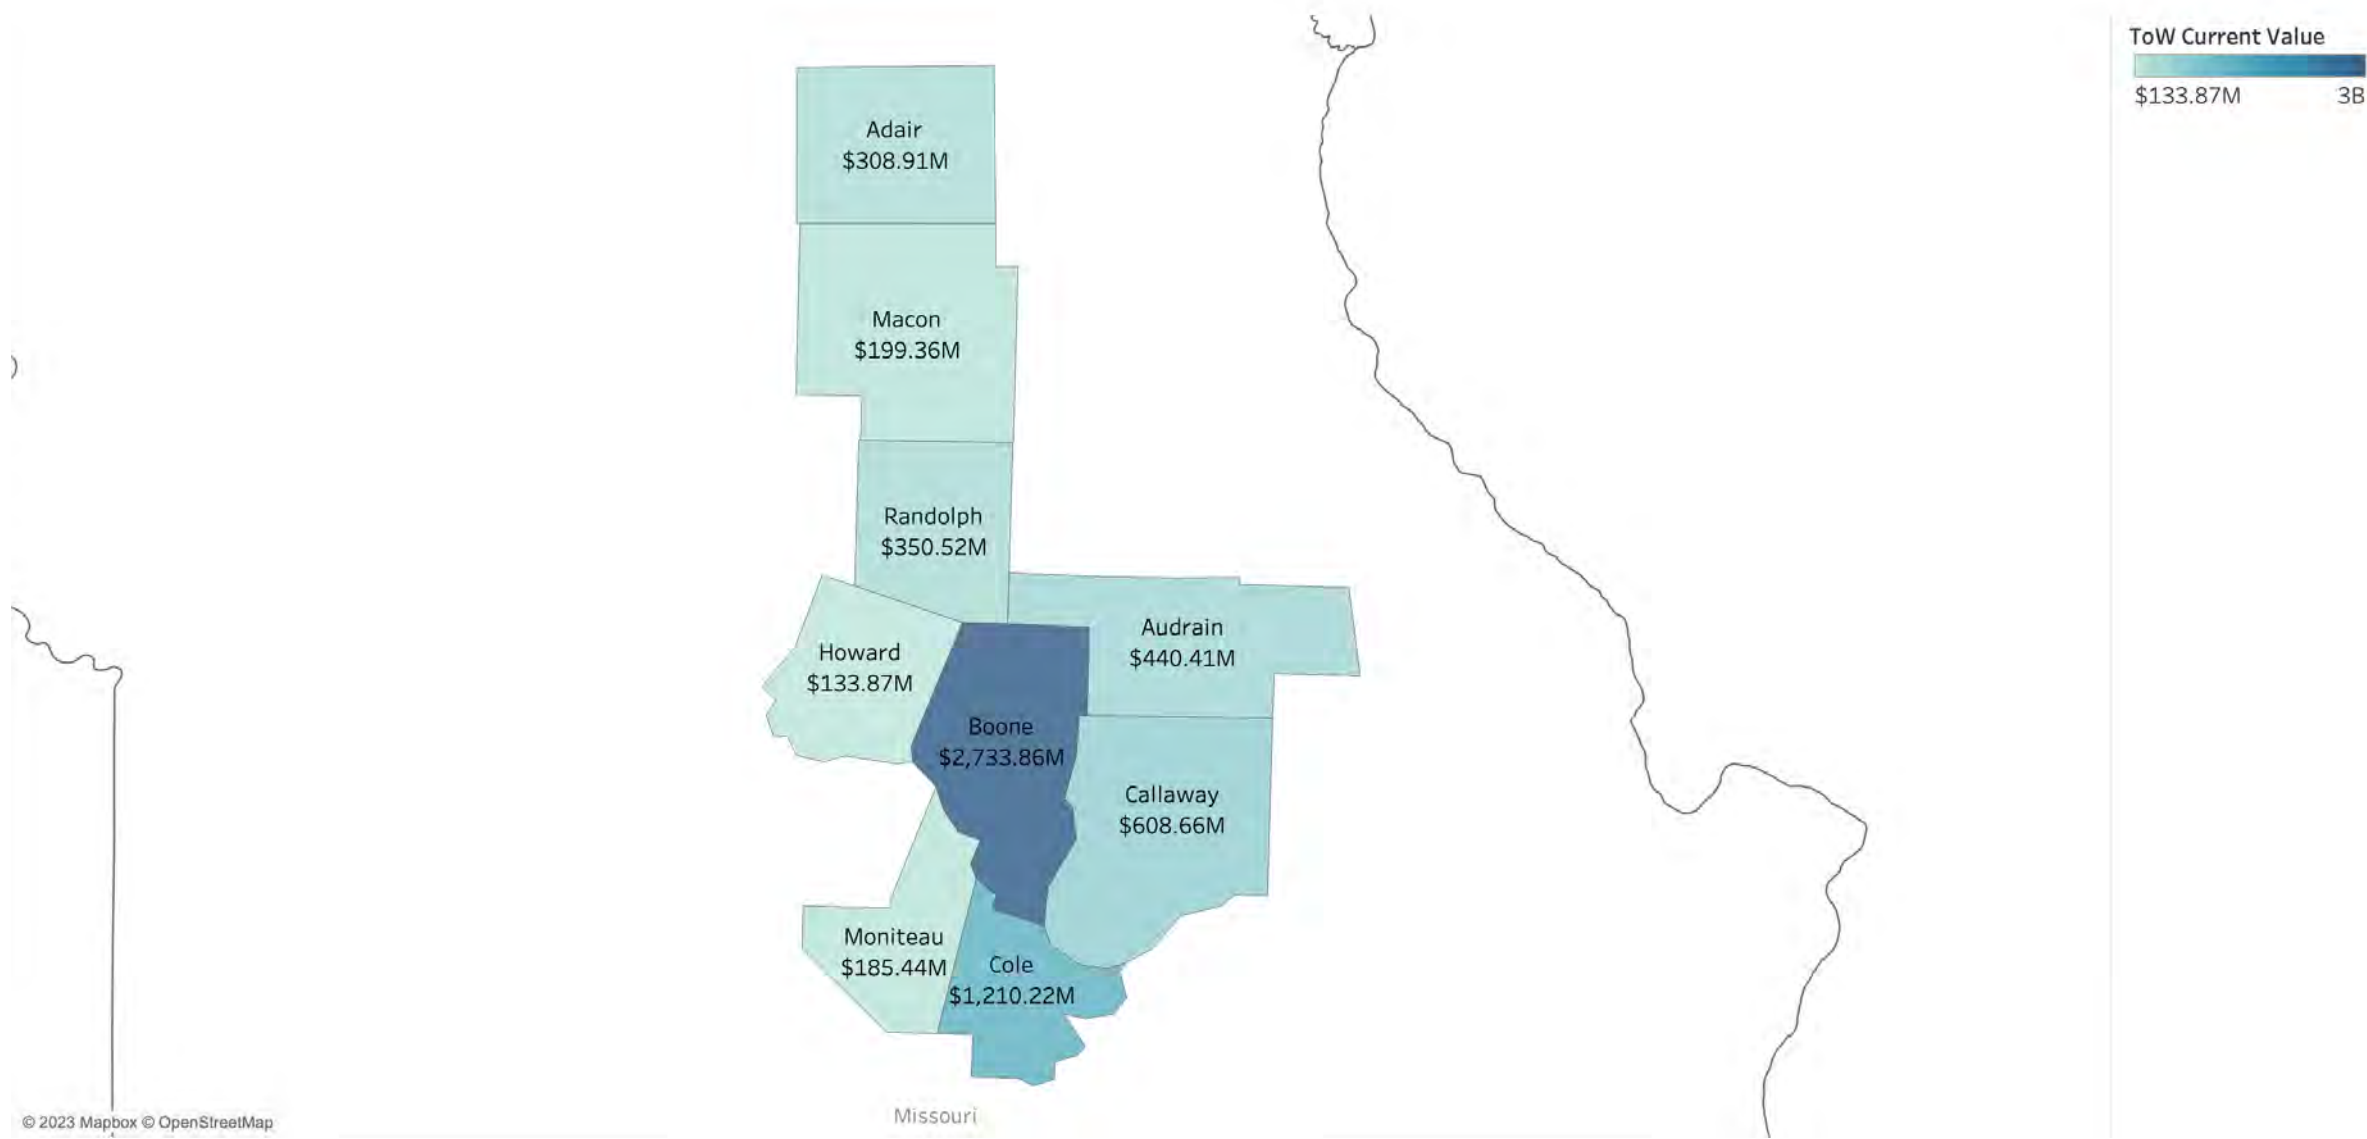 ToW Current Value
$133.87M 3B
Adair
$308.91M
Macon
$199.36M
Randolph
$350.52M
Audrain
$440.41M
Howard
$133.87M
Boone
$2,733.86M
Callaway
$608.66M
Moniteau
$185.44M
Cole
$1,210.22M
Missouri
© 2023 Mapbox © OpenStreetMap